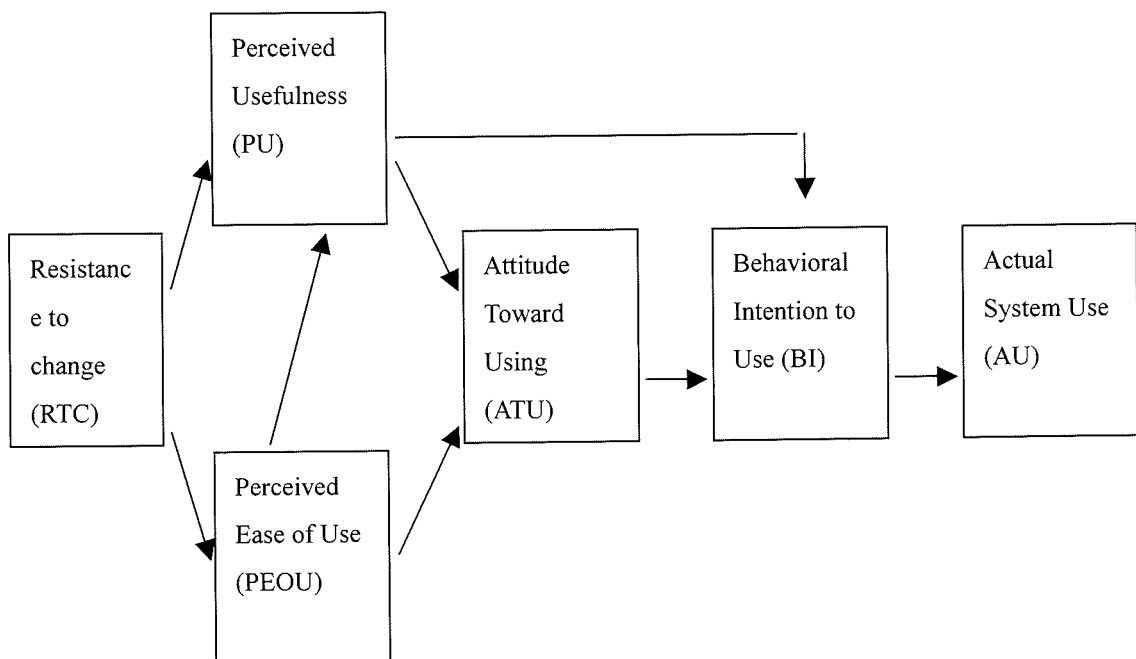 Perceived
Usefulness
(PU)
Resistanc
e to
change
(RTC)
Attitude
Toward
Using
(ATU)
Behavioral
Intention to
Use (BI)
Actual
System Use
(AU)
Perceived
Ease of Use
(PEOU)